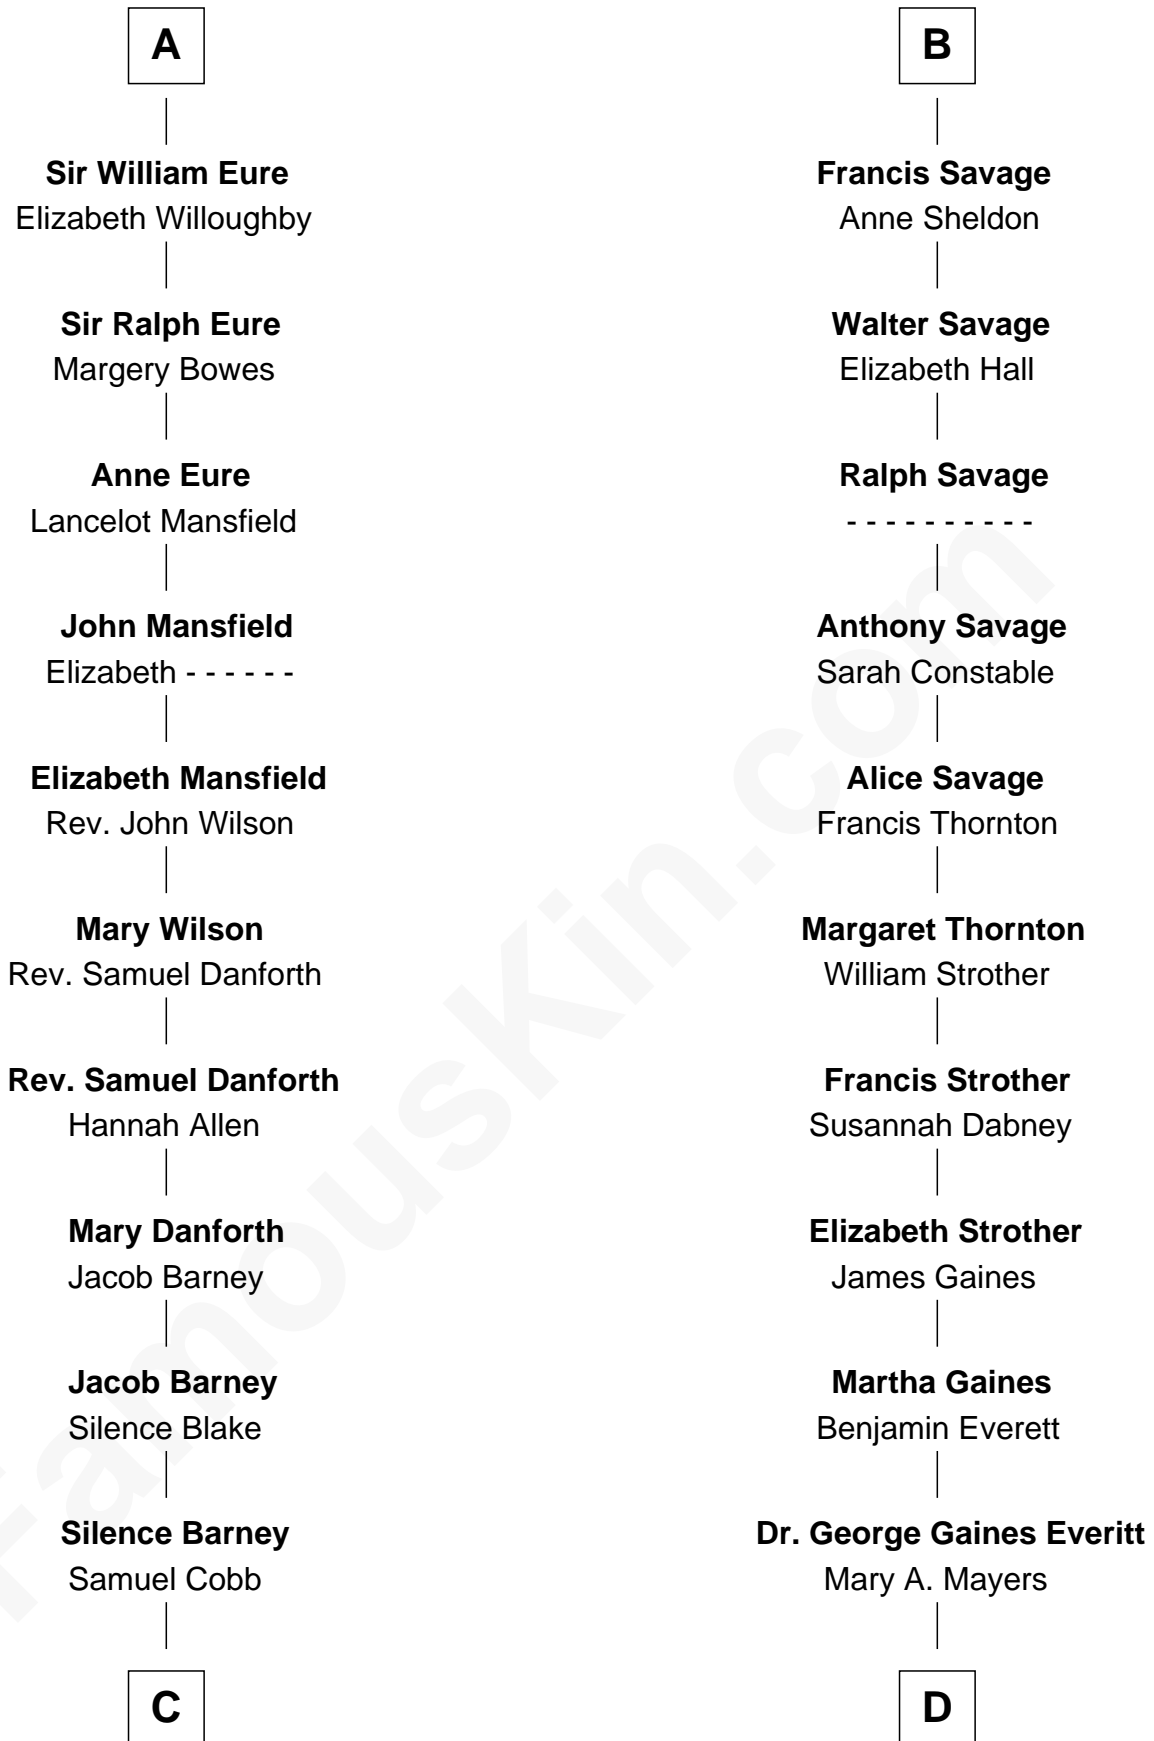 A
Sir William Eure
Elizabeth Willoughby
Sir Ralph Eure
Margery Bowes
Anne Eure
Lancelot Mansfield
John Mansfield
Elizabeth - - - - - -
Elizabeth Mansfield
Rev. John Wilson
Mary Wilson
Rev. Samuel Danforth
Rev. Samuel Danforth
Hannah Allen
Mary Danforth
Jacob Barney
Jacob Barney
Silence Blake
Silence Barney
Samuel Cobb
C
B
Francis Savage
Anne Sheldon
Walter Savage
Elizabeth Hall
Ralph Savage
- - - - - - - - - -
Anthony Savage
Sarah Constable
Alice Savage
Francis Thornton
Margaret Thornton
William Strother
Francis Strother
Susannah Dabney
Elizabeth Strother
James Gaines
Martha Gaines
Benjamin Everett
Dr. George Gaines Everitt
Mary A. Mayers
D
FamousKin.com